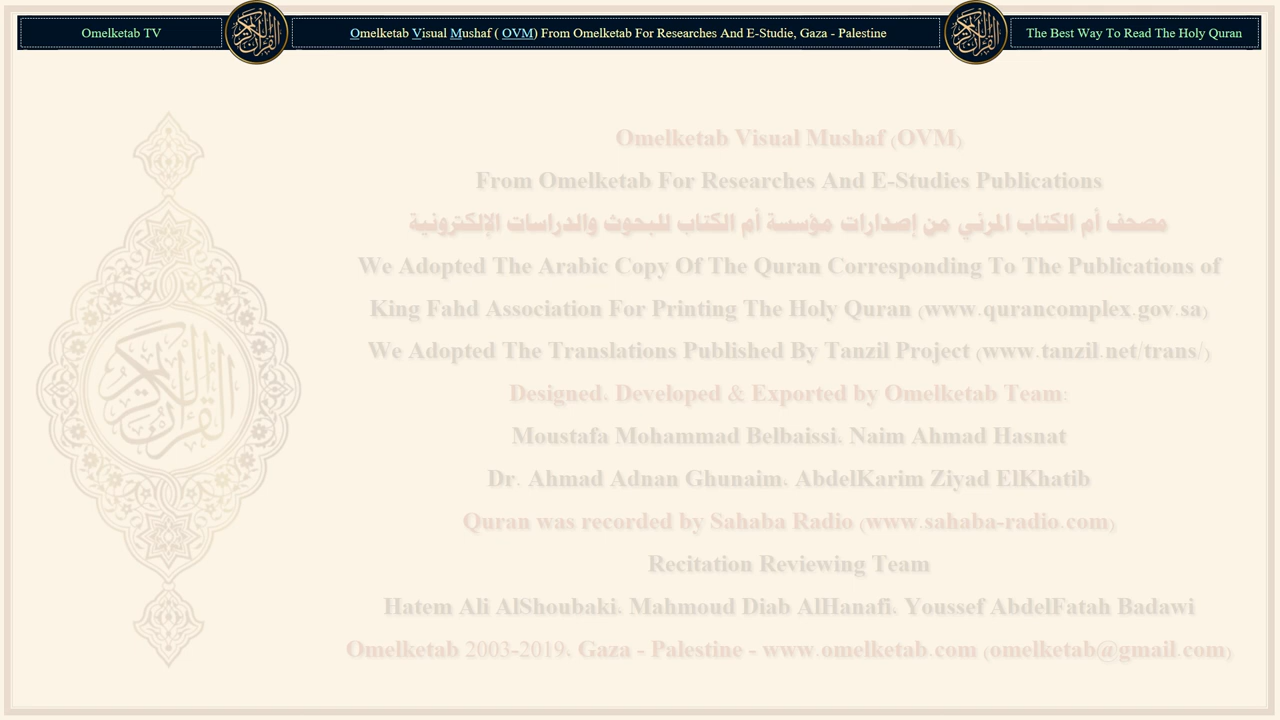 Omelketab TV
Omelketab Visual Mushaf ( OVM) From Omelketab For Researches And E-Studie, Gaza - Palestine
The Best Way To Read The Holy Quran
Omelketab Visual Mushaf (OVM)
From Omelketab For Researches And E-Studies Publications
مصحف أم الكتاب المرئي من إصدارات مؤسسة أم الكتاب للبحوث والدراسات الإلكترونية
We Adopted The Arabic Copy Of The Quran Corresponding To The Publications of
King Fahd Association For Printing The Holy Quran (www.qurancomplex.gov.sa)
We Adopted The Translations Published By Tanzil Project (www.tanzil.net/trans/)
Designed، Developed & Exported by Omelketab Team:
Moustafa Mohammad Belbaissi، Naim Ahmad Hasnat
Dr. Ahmad Adnan Ghunaim، AbdelKarim Ziyad ElKhatib
Quran was recorded by Sahaba Radio (www.sahaba-radio.com)
Recitation Reviewing Team
Hatem Ali AlShoubaki، Mahmoud Diab AlHanafi، Youssef AbdelFatah Badawi
Omelketab 2003-2019، Gaza - Palestine - www.omelketab.com (omelketab@gmail.com)
القرآن الكريم